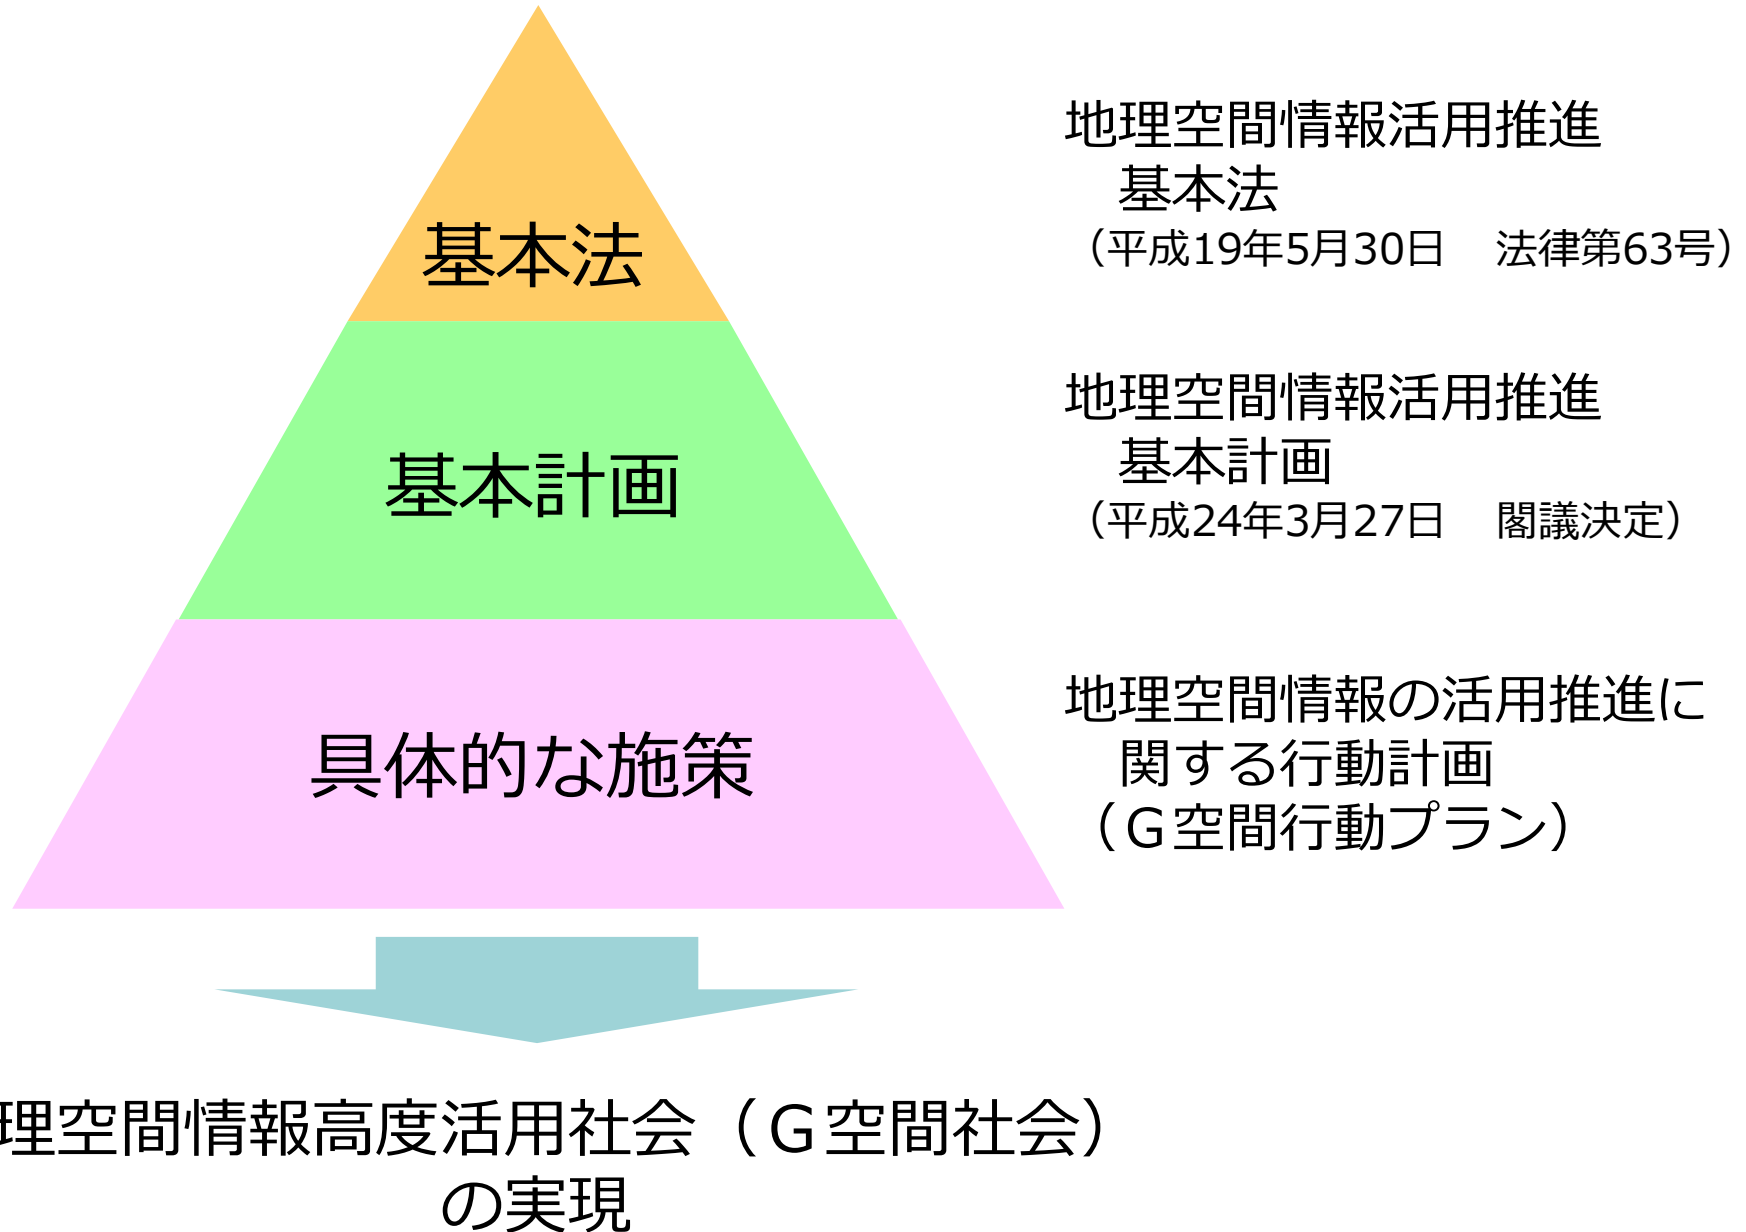 基本法
地理空間情報活用推進
基本法
（平成19年5月30日　法律第63号）
基本計画
地理空間情報活用推進
基本計画
（平成24年3月27日　閣議決定）
具体的な施策
地理空間情報の活用推進に
関する行動計画
（Ｇ空間行動プラン）
理空間情報高度活用社会（Ｇ空間社会）
の実現